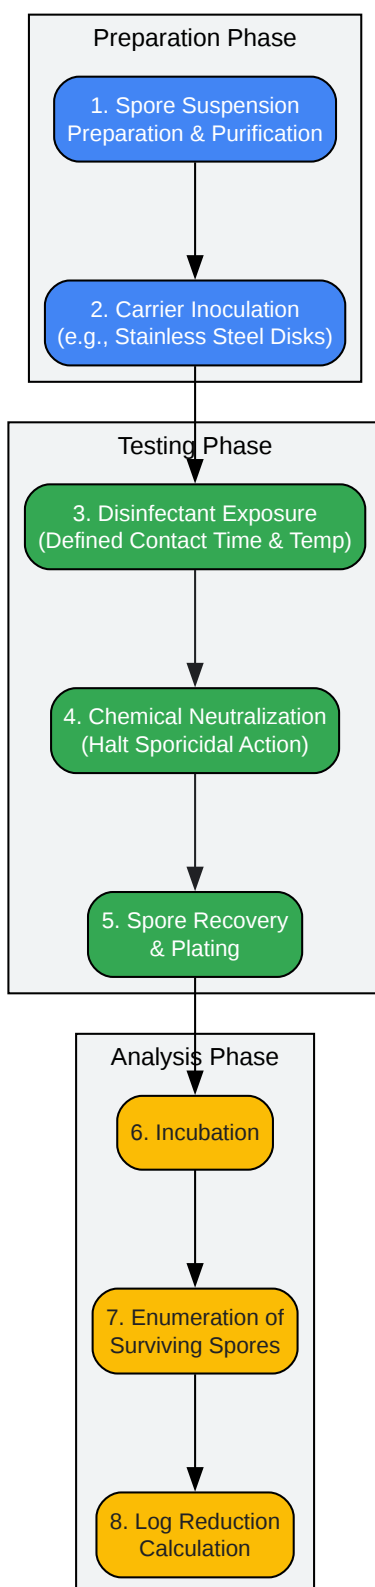 Preparation Phase
1. Spore Suspension
Preparation & Purification
2. Carrier Inoculation
(e.g., Stainless Steel Disks)
Testing Phase
3. Disinfectant Exposure
(Defined Contact Time & Temp)
4. Chemical Neutralization
(Halt Sporicidal Action)
5. Spore Recovery
& Plating
Analysis Phase
6. Incubation
7. Enumeration of
Surviving Spores
8. Log Reduction
Calculation